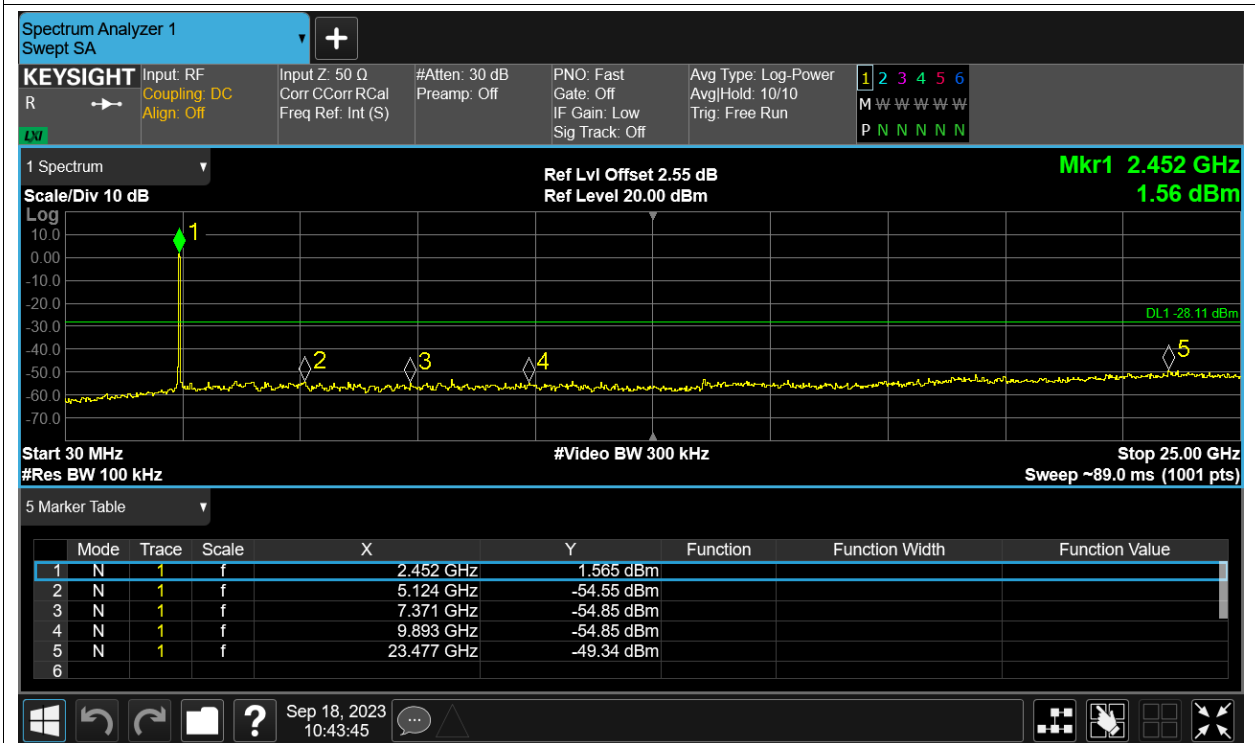 Spectrum Analyzer 1
Swept SA
KEYSIGHT
R
LXI
Input: RF
Coupling: DC
Align: Off
Input Z: 50 Ω
Corr CCorr RCal
Freq Ref: Int (S)
#Atten: 30 dB
Preamp: Off
PNO: Fast
Gate: Off
IF Gain: Low
Sig Track: Off
Avg Type: Log-Power
Avg|Hold: 10/10
Trig: Free Run
1 2 3 4 5 6
M W W W W W
P N N N N N
1 Spectrum
Scale/Div 10 dB
Ref Lvl Offset 2.55 dB
Ref Level 20.00 dBm
Mkr1 2.452 GHz
1.56 dBm
Log
10.0
0.00
-10.0
-20.0
-30.0
-40.0
-50.0
-60.0
-70.0
1
2
3
4
5
DL1 -28.11 dBm
Start 30 MHz
#Video BW 300 kHz
Stop 25.00 GHz
#Res BW 100 kHz
Sweep ~89.0 ms (1001 pts)
5 Marker Table
Mode Trace Scale X Y Function Function Width Function Value
1 N 1 f 2.452 GHz 1.565 dBm
2 N 1 f 5.124 GHz -54.55 dBm
3 N 1 f 7.371 GHz -54.85 dBm
4 N 1 f 9.893 GHz -54.85 dBm
5 N 1 f 23.477 GHz -49.34 dBm
6
?
Sep 18, 2023
10:43:45